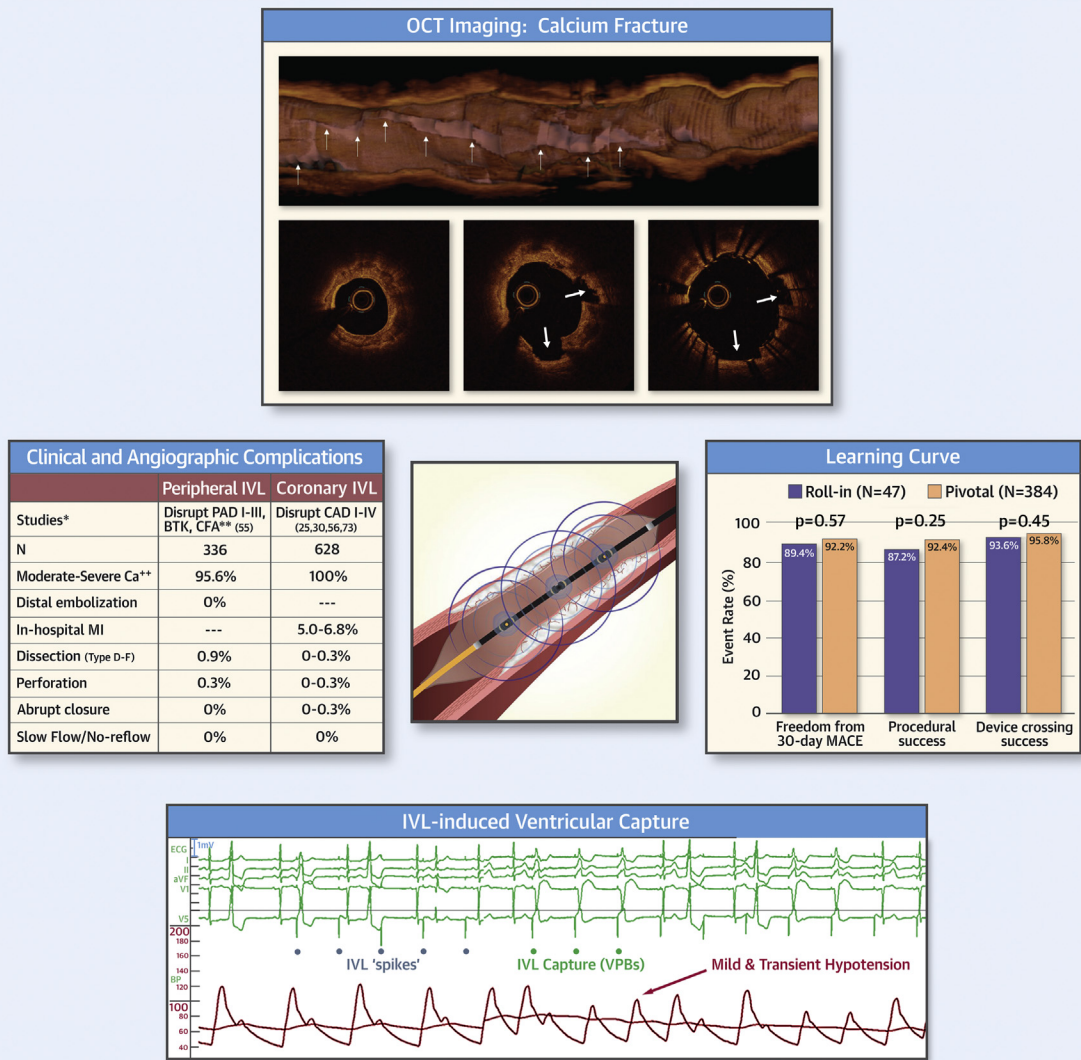 OCT Imaging: Calcium Fracture
Clinical and Angiographic Complications
Peripheral IVL Coronary IVL
Studies* Disrupt PAD I-III, BTK, CFA** (55) Disrupt CAD I-IV (25,30,56,73)
N 336 628
Moderate-Severe Ca++ 95.6% 100%
Distal embolization 0% ---
In-hospital MI --- 5.0-6.8%
Dissection (Type D-F) 0.9% 0-0.3%
Perforation 0.3% 0-0.3%
Abrupt closure 0% 0-0.3%
Slow Flow/No-reflow 0% 0%
Learning Curve
Roll-in (N=47) Pivotal (N=384)
Event Rate (%)
100
80
60
40
20
0
p=0.57 p=0.25 p=0.45
89.4% 92.2% 87.2% 92.4% 93.6% 95.8%
Freedom from 30-day MACE
Procedural success
Device crossing success
IVL-induced Ventricular Capture
1mV
ECG
I
II
aVF
V1
V5
200
180
160
140
BP
120
100
80
60
40
IVL 'spikes' IVL Capture (VPBs) Mild & Transient Hypotension